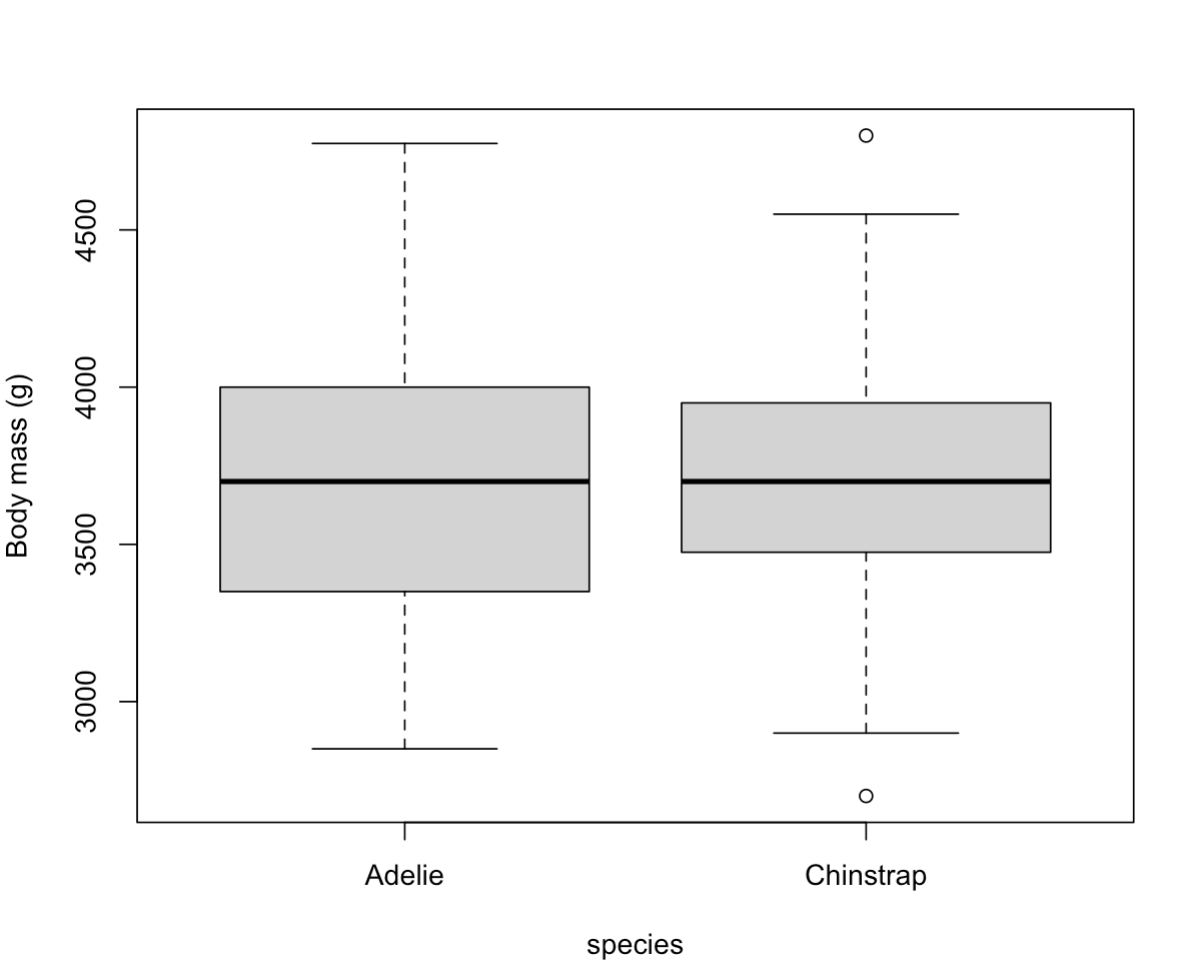 Body mass (g)
4500
4000
3500
3000
Adelie
Chinstrap
species